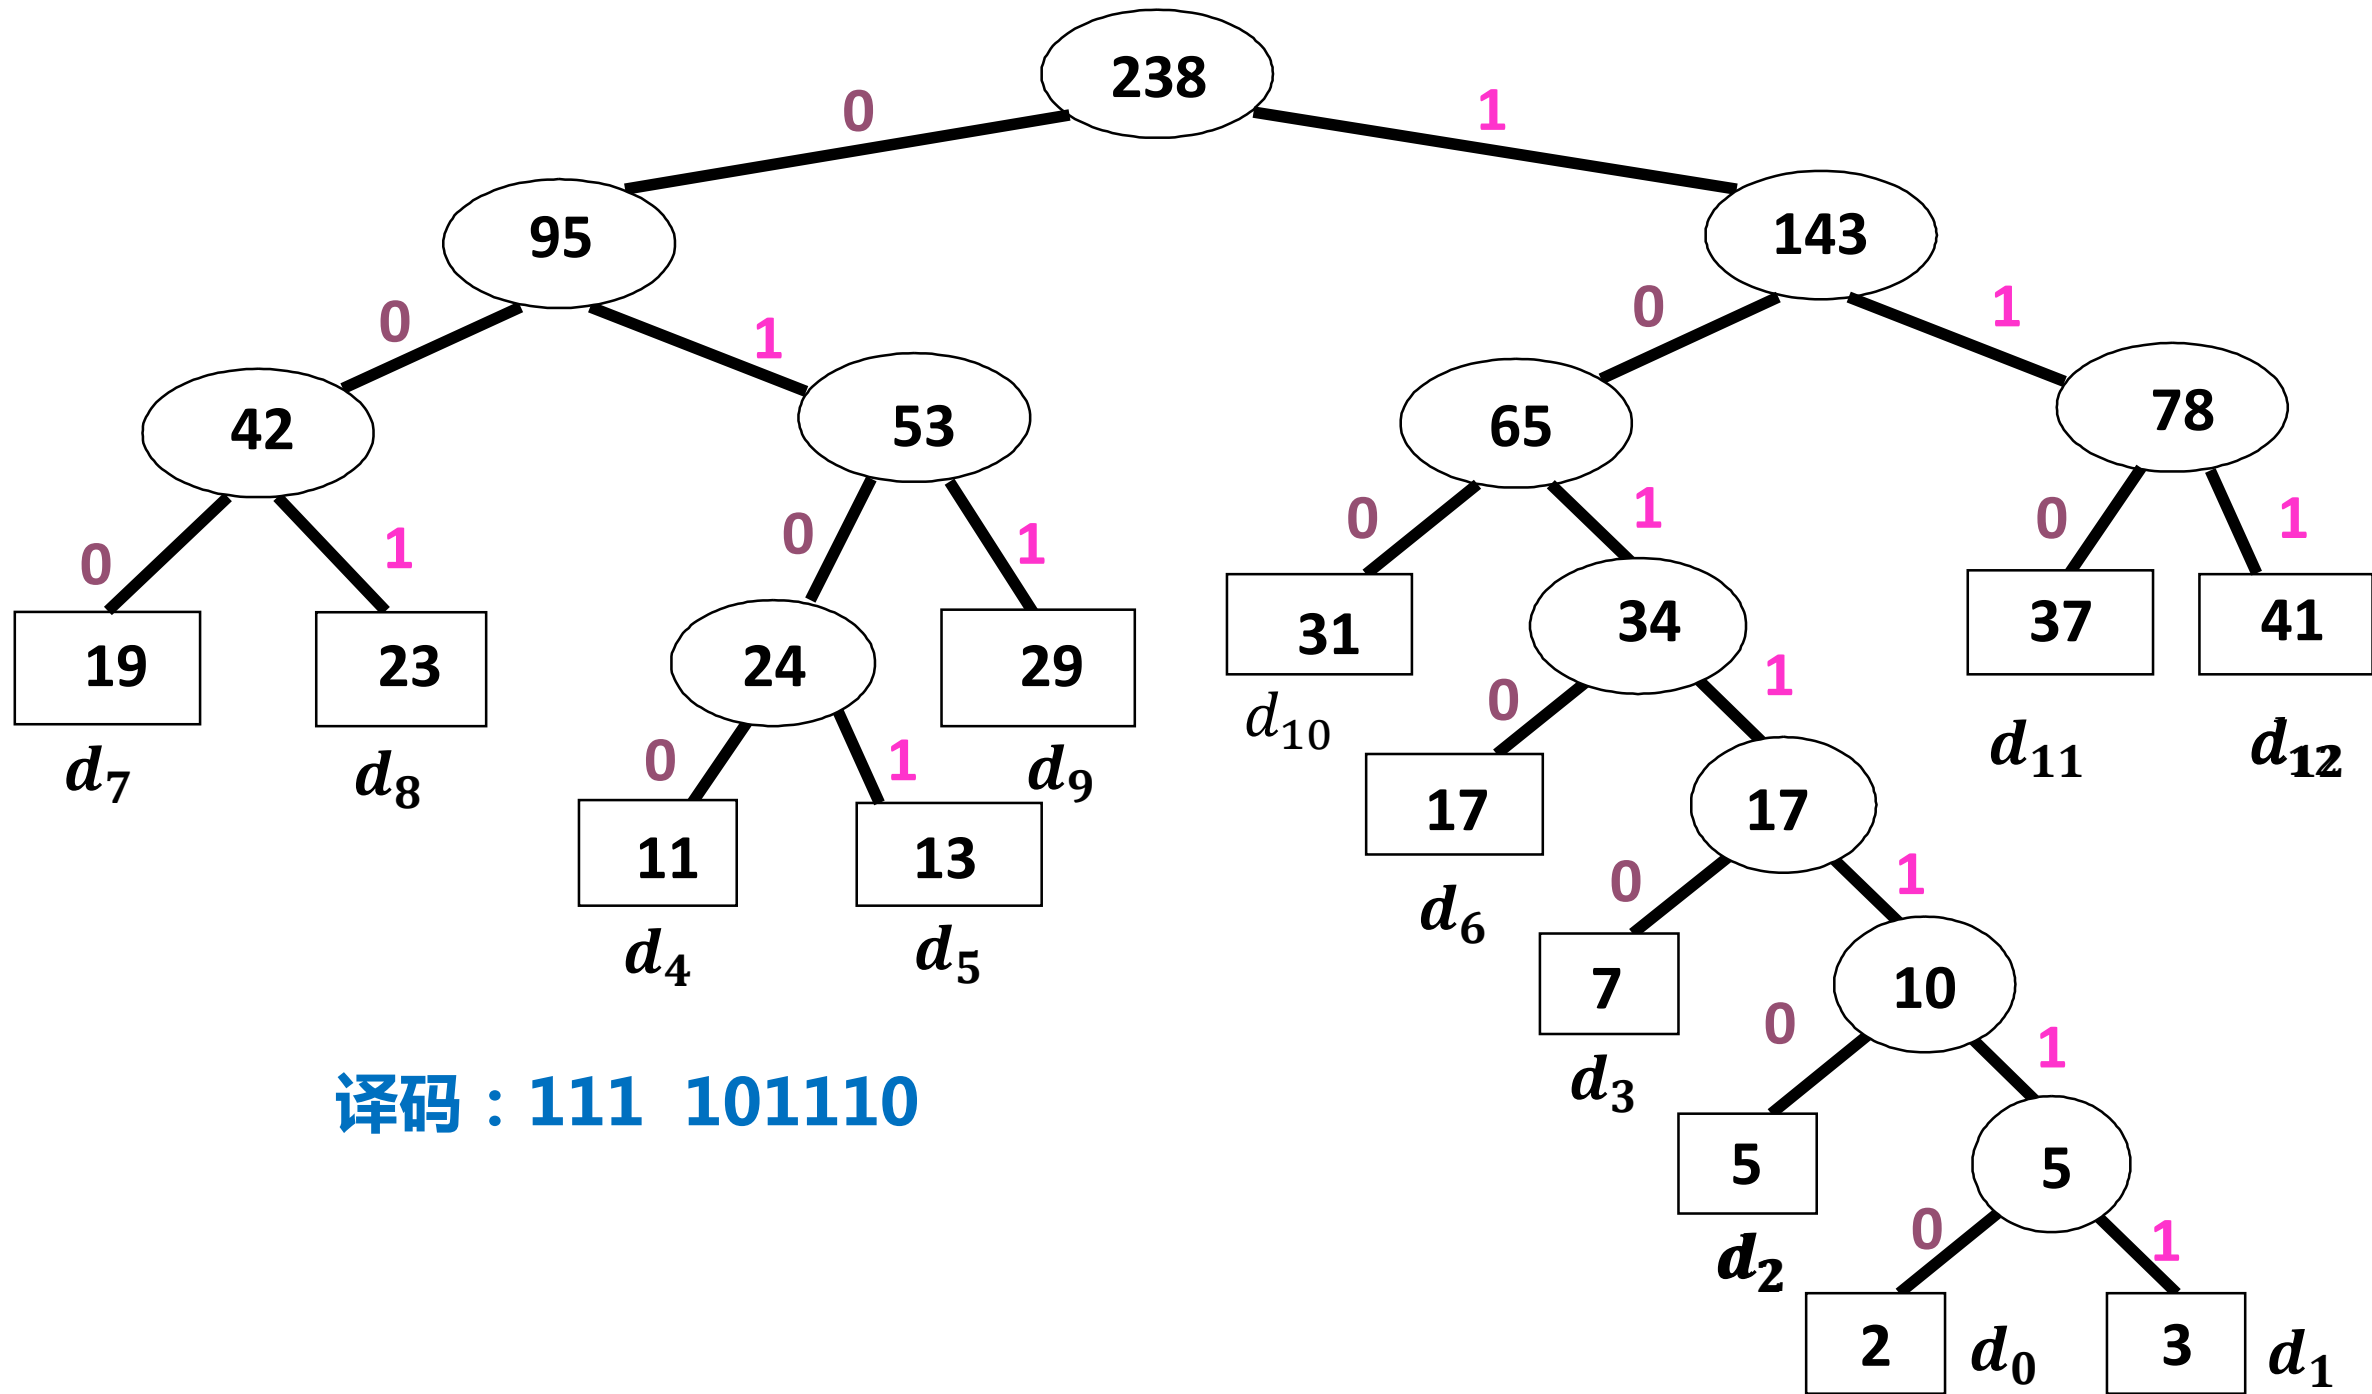 238
0 1
95 143
0 1 0 1
42 53 65 78
0 1 0 1 0 1 0 1
19 23 24 29 31 34 37 41
d₇ d₈ d₉ d₁₀ d₁₁ d₁₂
0 1 0 1
11 13 17 17
d₄ d₅ d₆
0 1
7 10
d₃
0 1
译码：111 101110
5 5
d₂
0 1
2 d₀ 3 d₁